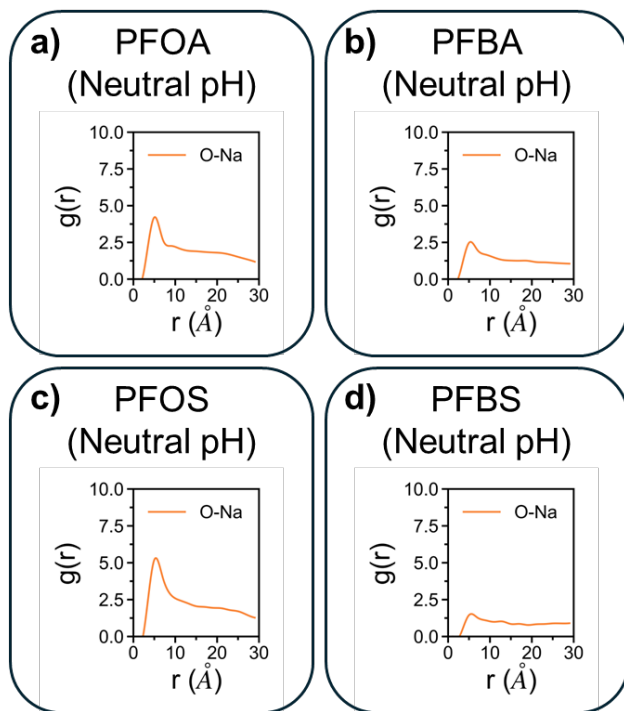 a) PFOA
(Neutral pH)
10.0
7.5
5.0
2.5
0.0
g(r)
O-Na
0 10 20 30
r (Å)
b) PFBA
(Neutral pH)
10.0
7.5
5.0
2.5
0.0
g(r)
O-Na
0 10 20 30
r (Å)
c) PFOS
(Neutral pH)
10.0
7.5
5.0
2.5
0.0
g(r)
O-Na
0 10 20 30
r (Å)
d) PFBS
(Neutral pH)
10.0
7.5
5.0
2.5
0.0
g(r)
O-Na
0 10 20 30
r (Å)